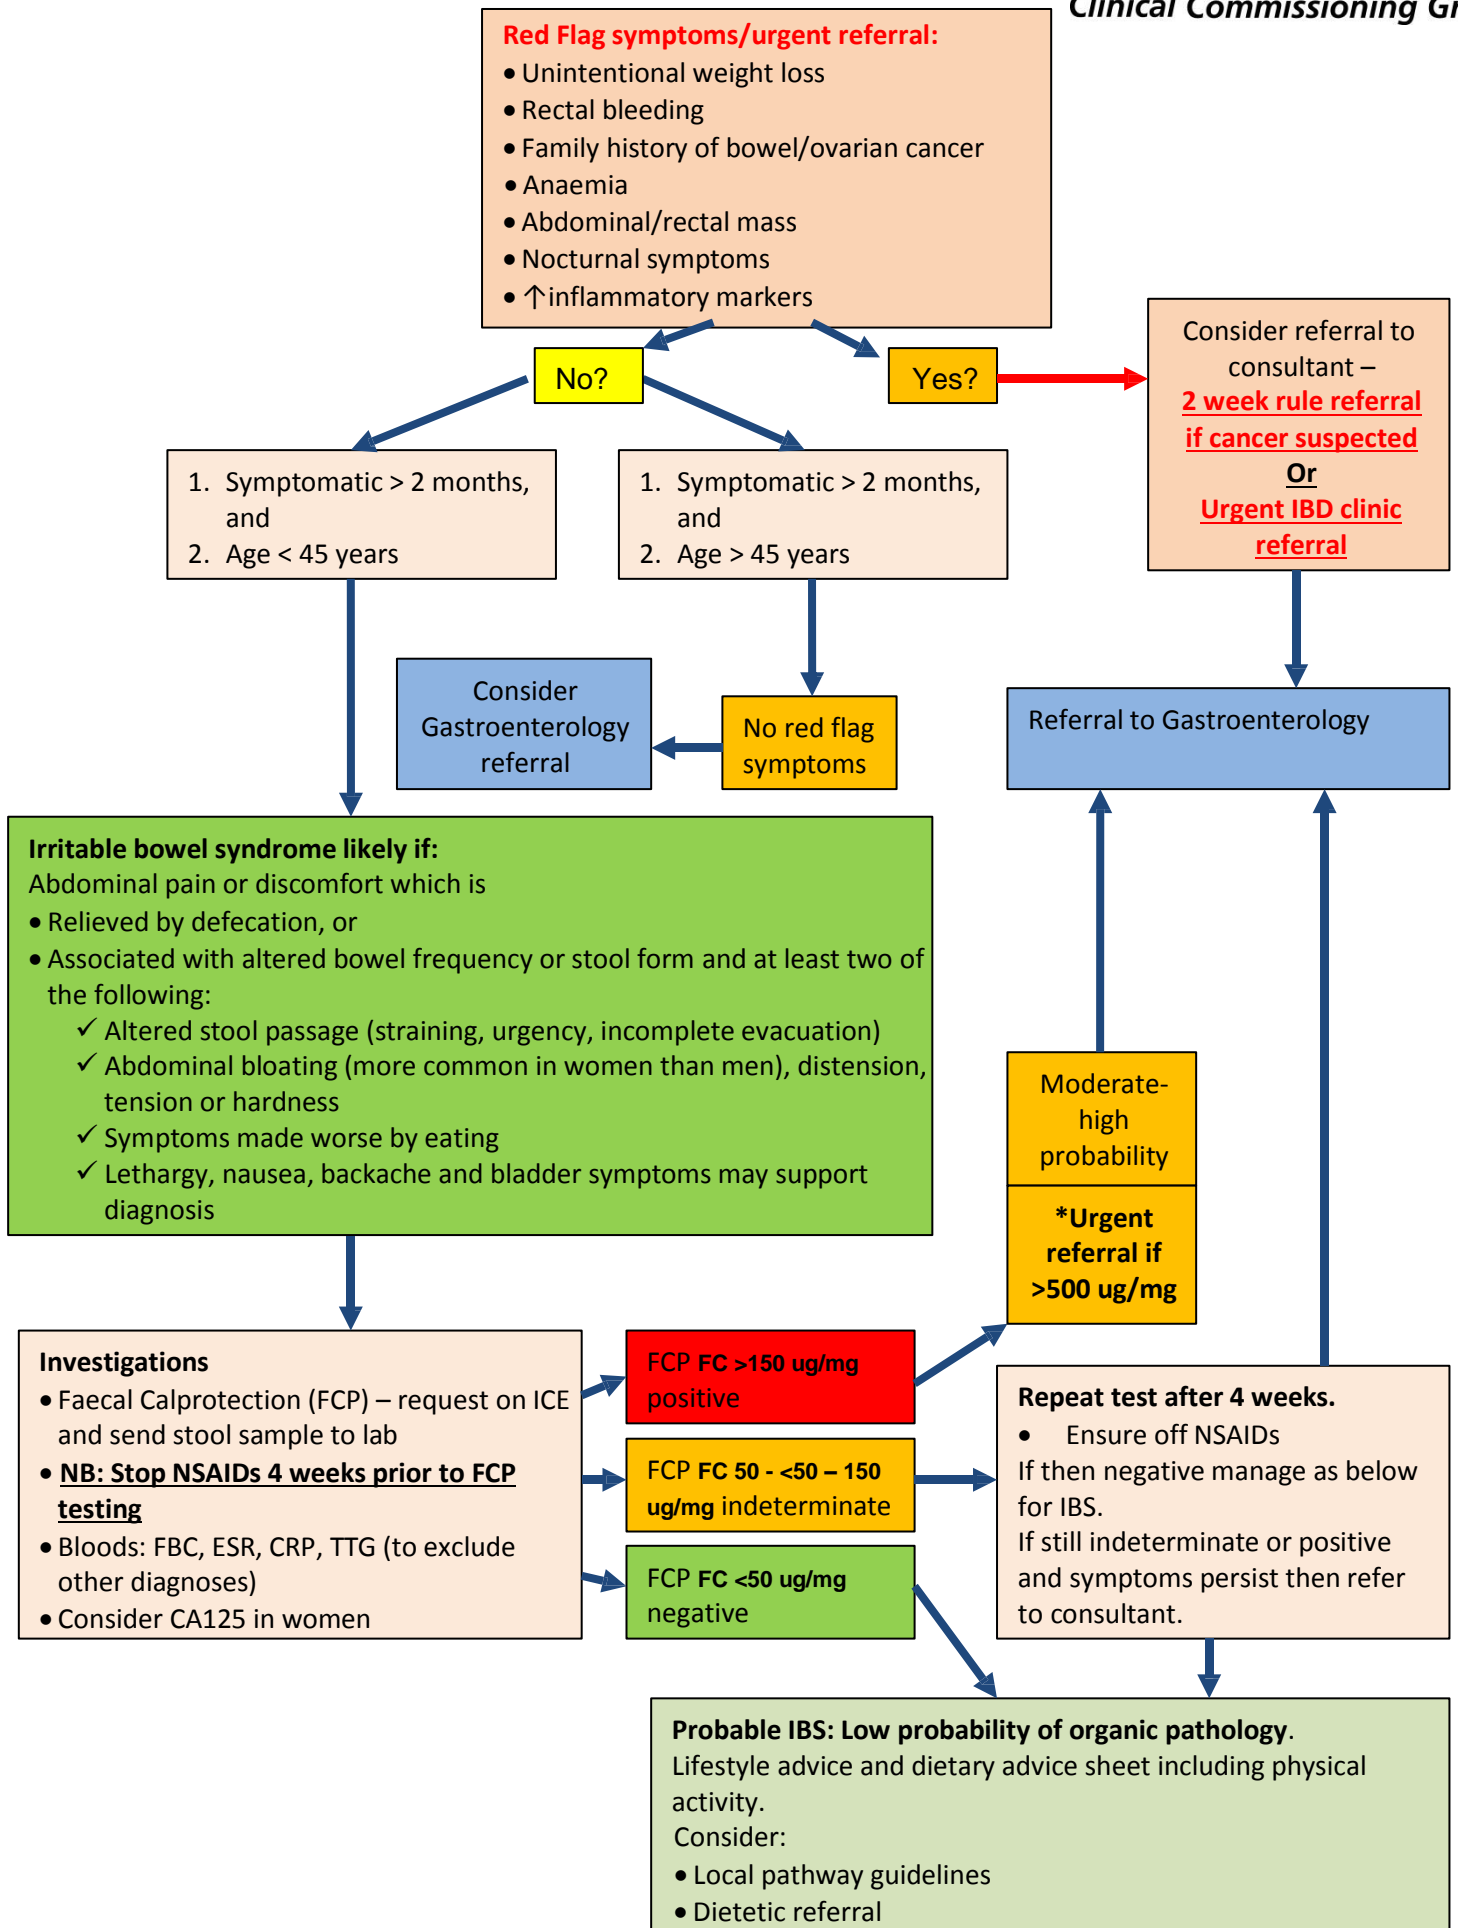 Clinical Commissioning Gr
Red Flag symptoms/urgent referral:
• Unintentional weight loss
• Rectal bleeding
• Family history of bowel/ovarian cancer
• Anaemia
• Abdominal/rectal mass
• Nocturnal symptoms
• ↑inflammatory markers
No?
Yes?
Consider referral to
consultant –
2 week rule referral
if cancer suspected
Or
Urgent IBD clinic
referral
1. Symptomatic > 2 months,
and
2. Age < 45 years
1. Symptomatic > 2 months,
and
2. Age > 45 years
Consider
Gastroenterology
referral
No red flag
symptoms
Referral to Gastroenterology
Irritable bowel syndrome likely if:
Abdominal pain or discomfort which is
• Relieved by defecation, or
• Associated with altered bowel frequency or stool form and at least two of
the following:
✓ Altered stool passage (straining, urgency, incomplete evacuation)
✓ Abdominal bloating (more common in women than men), distension,
tension or hardness
✓ Symptoms made worse by eating
✓ Lethargy, nausea, backache and bladder symptoms may support
diagnosis
Moderate-
high
probability
*Urgent
referral if
>500 ug/mg
Investigations
• Faecal Calprotection (FCP) – request on ICE
and send stool sample to lab
• NB: Stop NSAIDs 4 weeks prior to FCP
testing
• Bloods: FBC, ESR, CRP, TTG (to exclude
other diagnoses)
• Consider CA125 in women
FCP FC >150 ug/mg
positive
FCP FC 50 - <50 – 150
ug/mg indeterminate
FCP FC <50 ug/mg
negative
Repeat test after 4 weeks.
• Ensure off NSAIDs
If then negative manage as below
for IBS.
If still indeterminate or positive
and symptoms persist then refer
to consultant.
Probable IBS: Low probability of organic pathology.
Lifestyle advice and dietary advice sheet including physical
activity.
Consider:
• Local pathway guidelines
• Dietetic referral